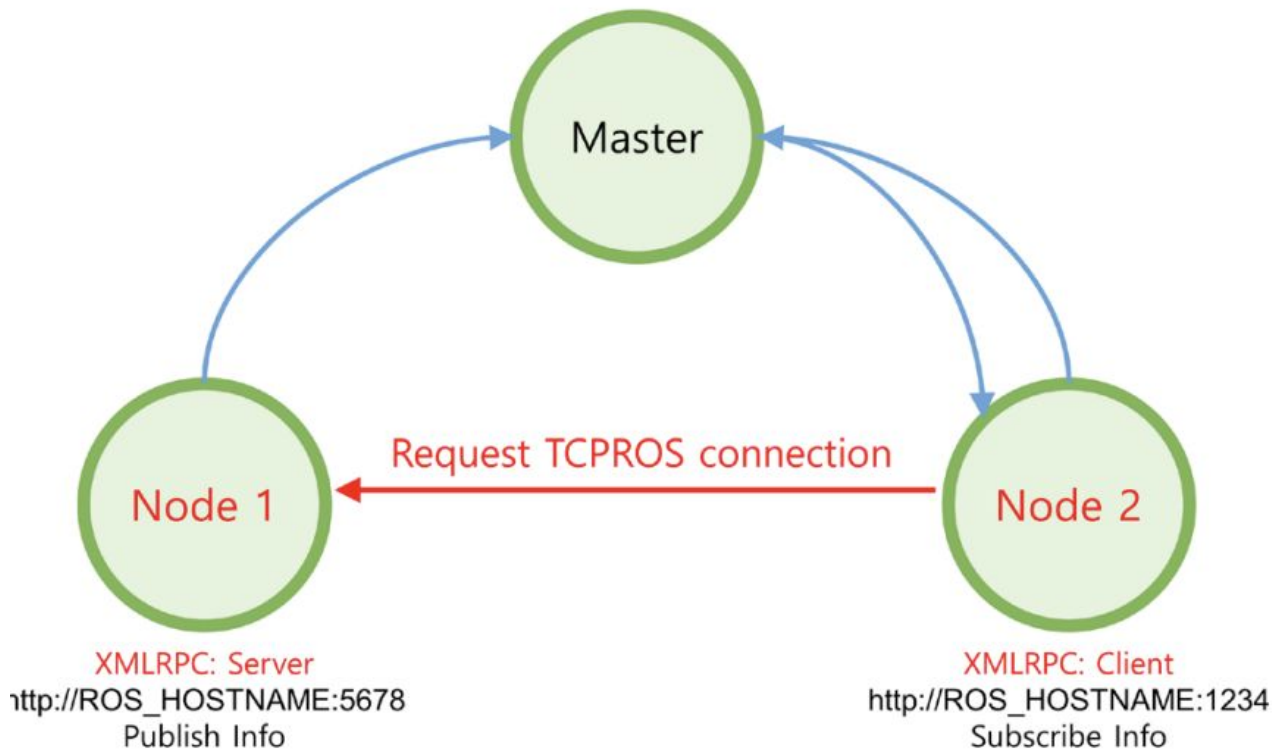 Master
Request TCPROS connection
Node 1
Node 2
XMLRPC: Server
http://ROS_HOSTNAME:5678
Publish Info
XMLRPC: Client
http://ROS_HOSTNAME:1234
Subscribe Info